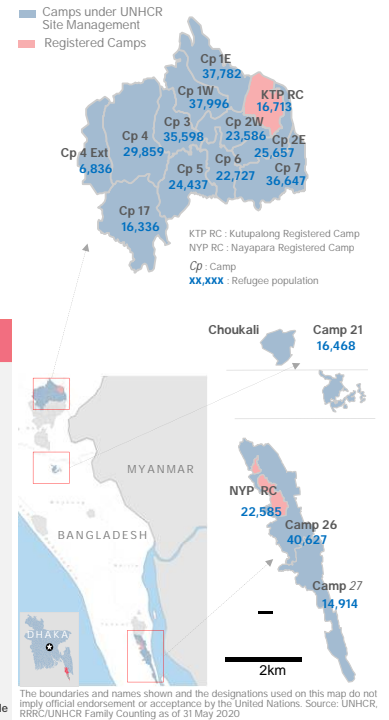 Camps under UNHCR
Site Management
Registered Camps
Cp 1E
37,782
Cp 1W
37,996
KTP RC
16,713
Cp 3
35,598
Cp 2W
23,586
Cp 4
29,859
Cp 2E
25,657
Cp 4 Ext
6,836
Cp 5
24,437
Cp 6
22,727
Cp 7
36,647
Cp 17
16,336
KTP RC : Kutupalong Registered Camp
NYP RC : Nayapara Registered Camp
Cp : Camp
xx,xxx : Refugee population
Choukali
Camp 21
16,468
MYANMAR
BANGLADESH
DHAKA
NYP RC
22,585
Camp 26
40,627
Camp 27
14,914
2km
The boundaries and names shown and the designations used on this map do not
imply official endorsement or acceptance by the United Nations. Source: UNHCR,
RRRC/UNHCR Family Counting as of 31 May 2020